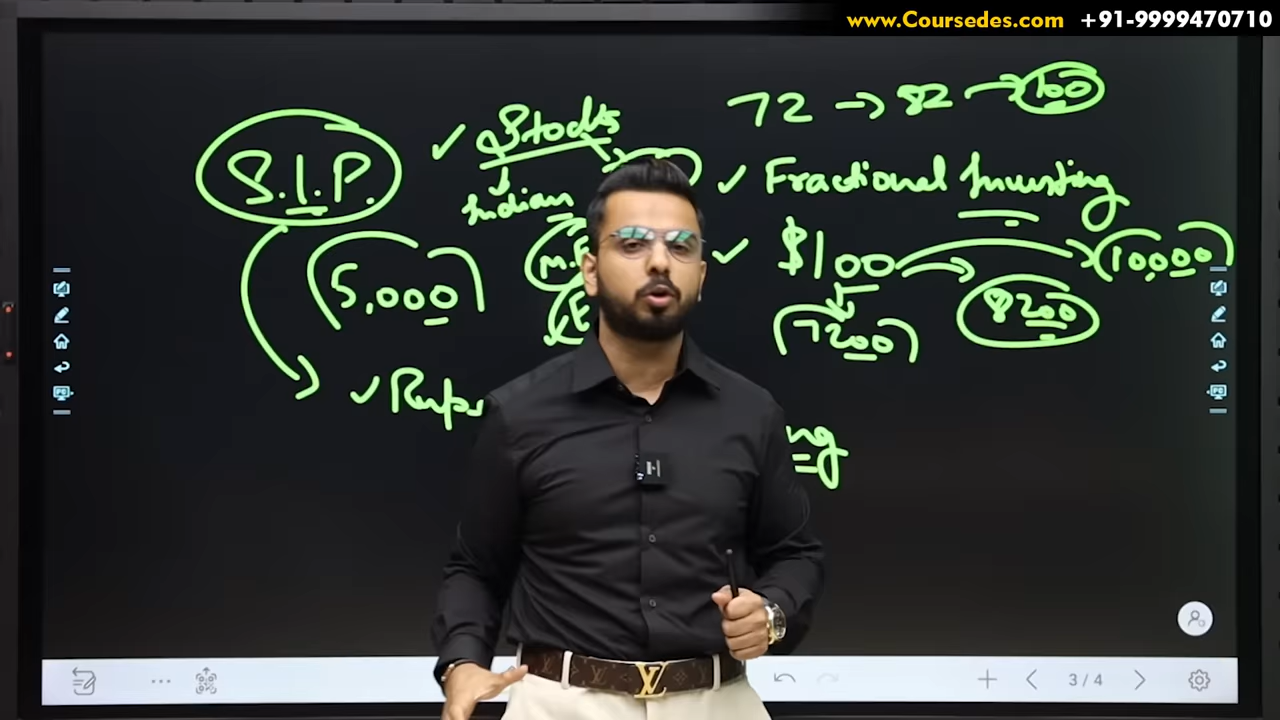 www.Coursedes.com +91-9999470710
72 → 82 → 100
S.I.P. ✓ Stocks
✓ Fractional Investing
Indian
✓ $100 → 10,000
5,000
8200
7200
3/4